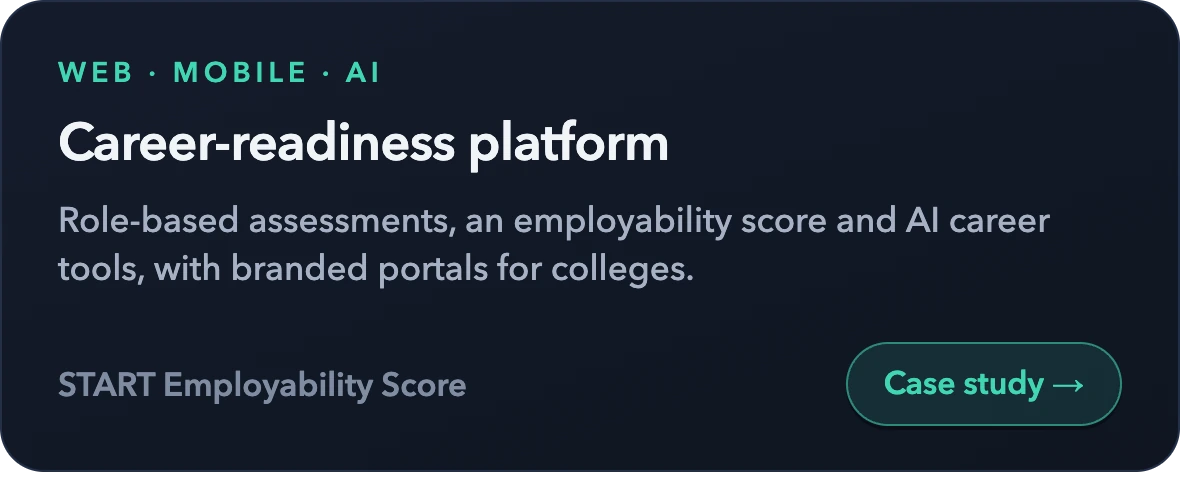 WEB · MOBILE · AI
Career-readiness platform
Role-based assessments, an employability score and AI career
tools, with branded portals for colleges.
START Employability Score
Case study →